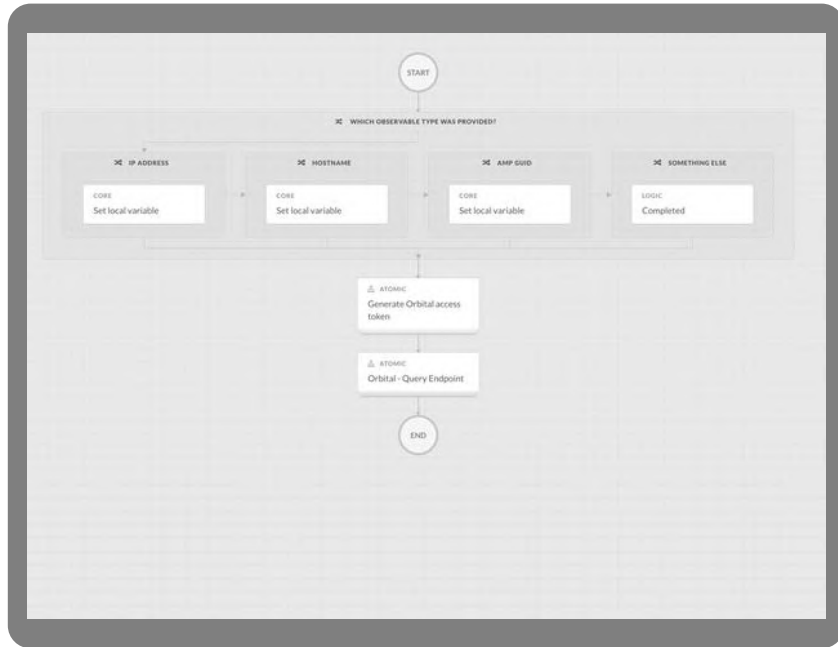 START
WHICH OBSERVABLE TYPE WAS PROVIDED?
IP ADDRESS
HOSTNAME
AMP GUID
SOMETHING ELSE
CORE
Set local variable
CORE
Set local variable
CORE
Set local variable
LOGIC
Completed
ATOMIC
Generate Orbital access
token
ATOMIC
Orbital - Query Endpoint
END